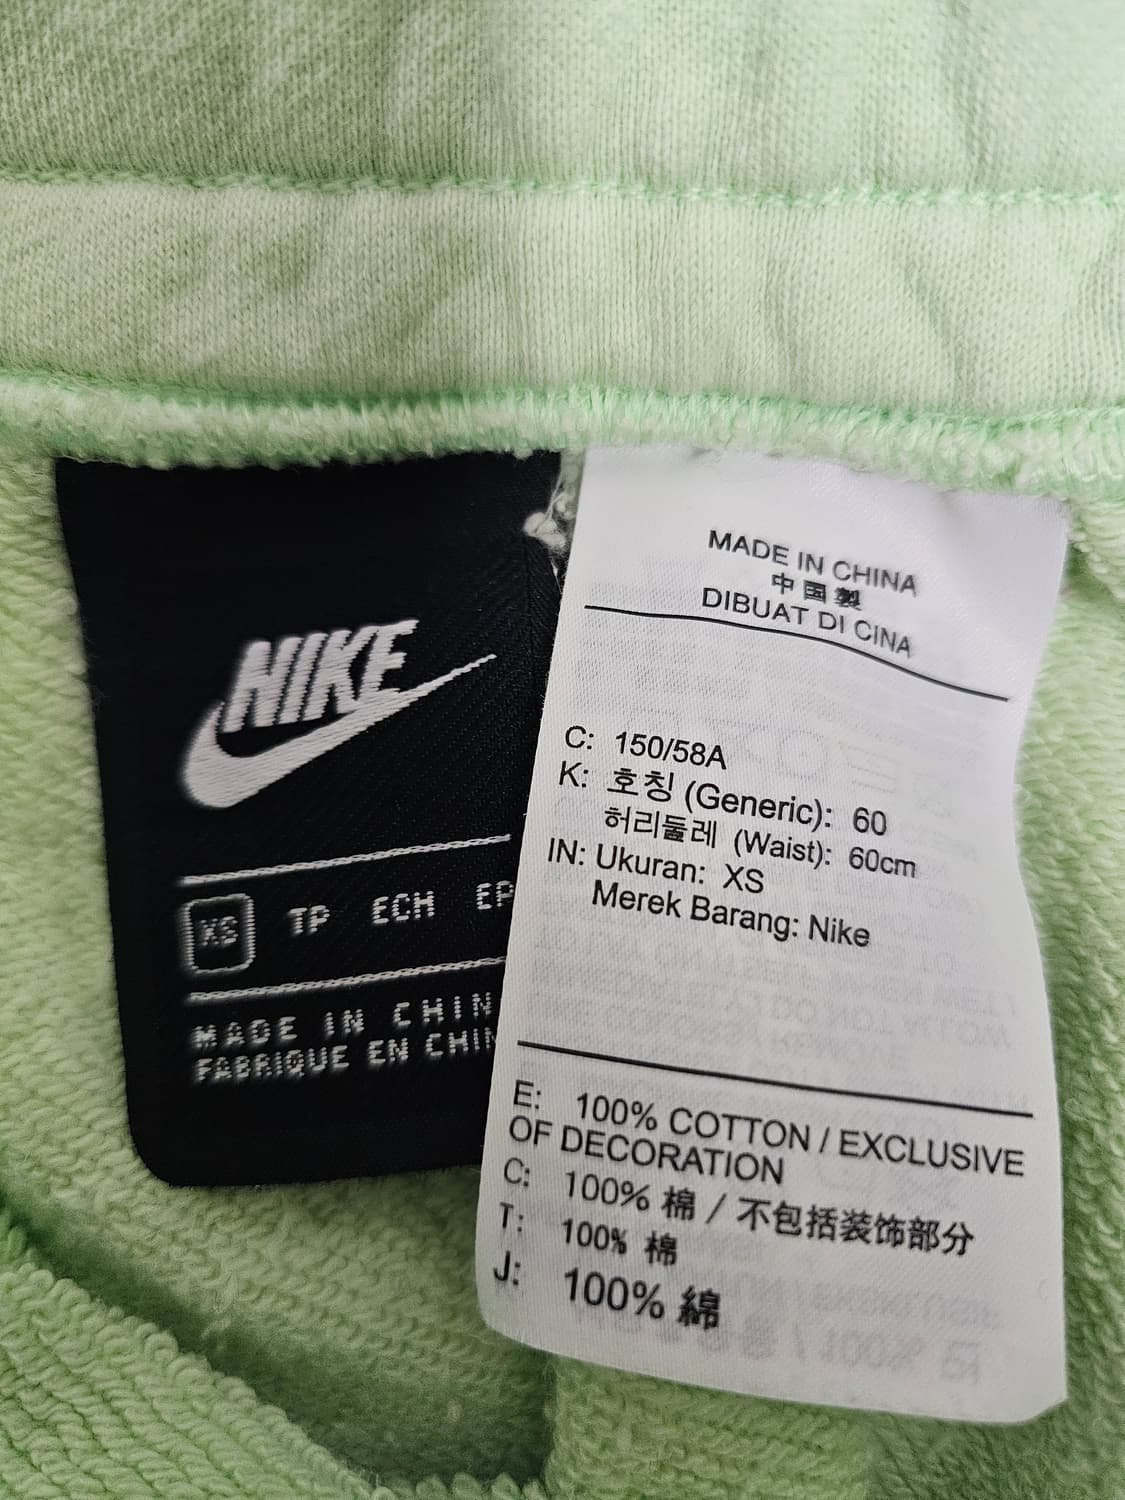 NIKE
XS TP ECH EP
MADE IN CHIN
FABRIQUE EN CHIN
MADE IN CHINA
中国製
DIBUAT DI CINA
C: 150/58A
K: 호칭 (Generic): 60
허리둘레 (Waist): 60cm
IN: Ukuran: XS
Merek Barang: Nike
E: 100% COTTON / EXCLUSIVE
OF DECORATION
C: 100% 棉 / 不包括装饰部分
T: 100% 棉
J: 100% 綿